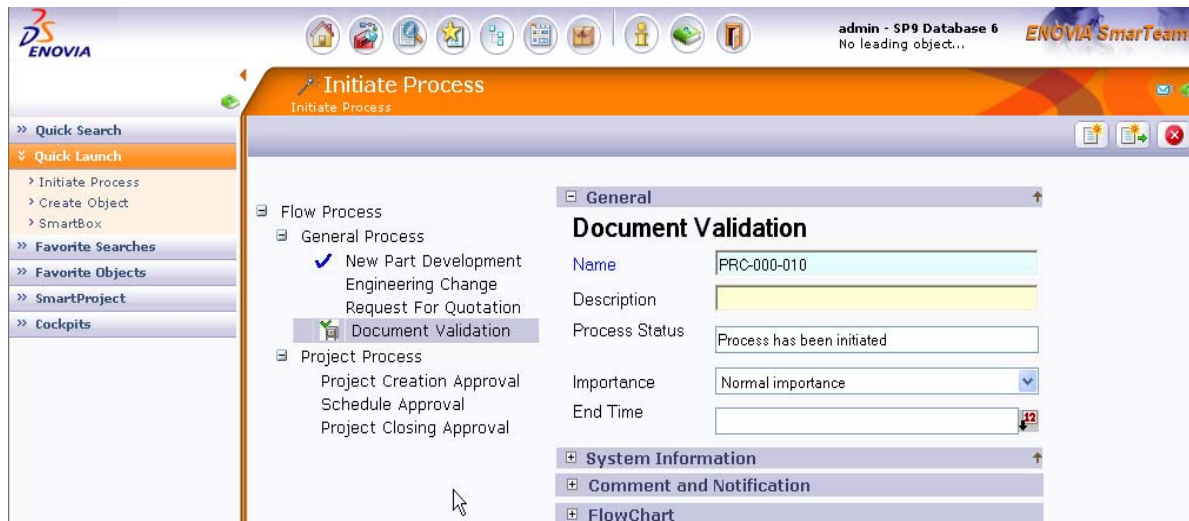 DS
ENOVIA
admin - SP9 Database 6
No leading object...
ENOVIA SmarTeam
Initiate Process
Initiate Process
Quick Search
Quick Launch
Initiate Process
Create Object
SmartBox
Favorite Searches
Favorite Objects
SmartProject
Cockpits
Flow Process
General Process
New Part Development
Engineering Change
Request For Quotation
Document Validation
Project Process
Project Creation Approval
Schedule Approval
Project Closing Approval
General
Document Validation
Name PRC-000-010
Description
Process Status Process has been initiated
Importance Normal importance
End Time
12
System Information
Comment and Notification
FlowChart